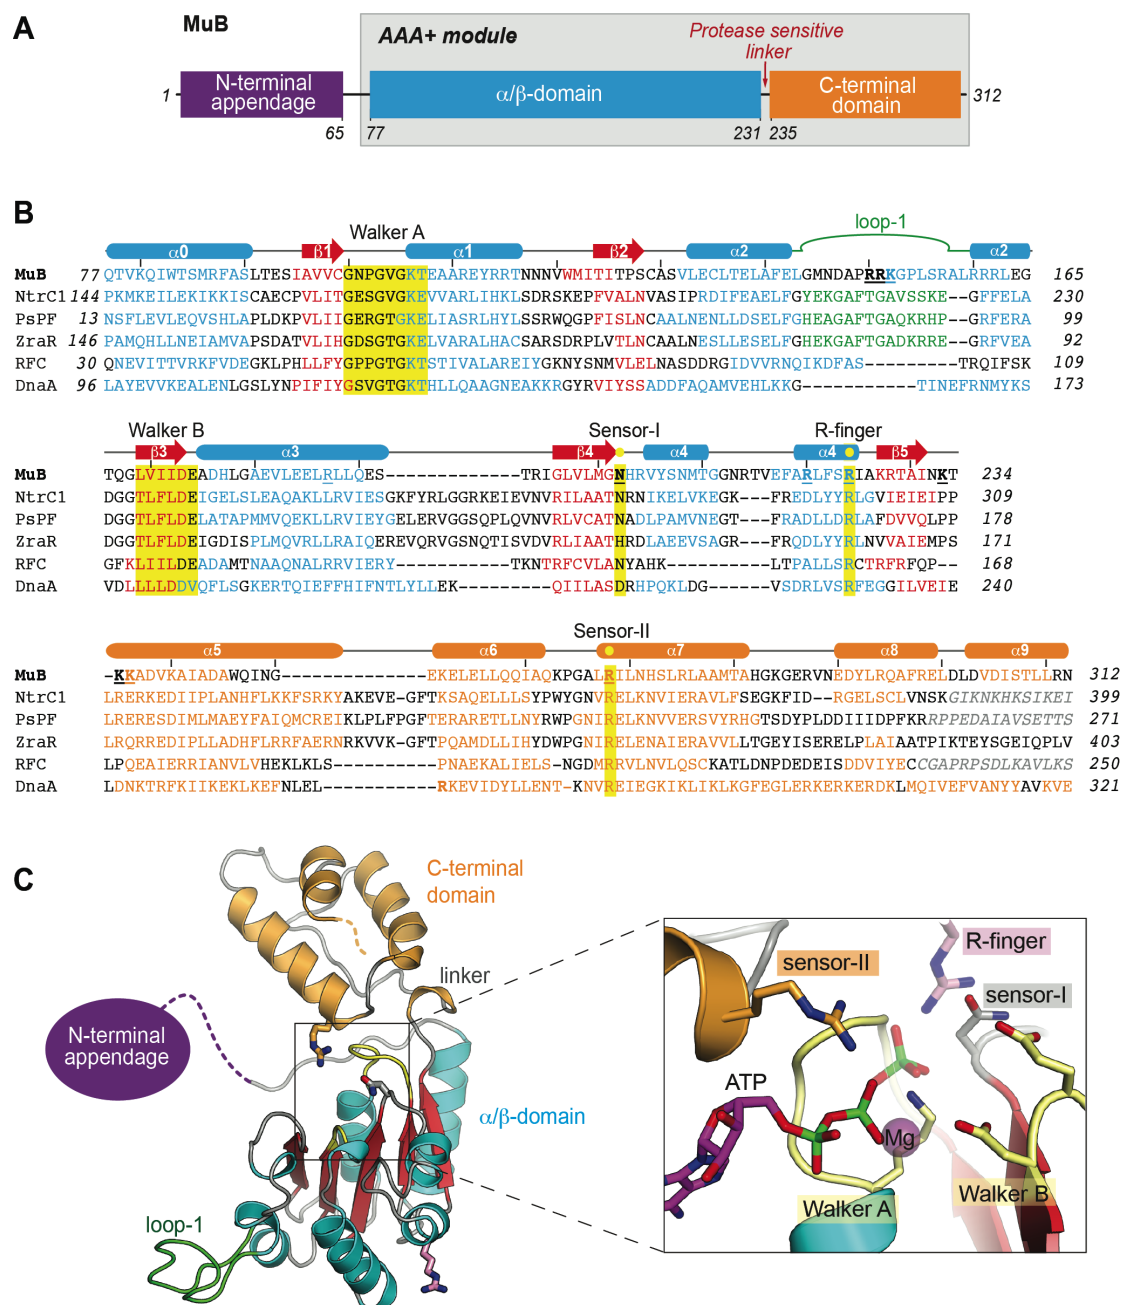 A
MuB
AAA+ module
Protease sensitive
linker
1
N-terminal
appendage
α/β-domain
C-terminal
domain
312
65
77
231
235
B
Walker A
loop-1
α0
β1
α1
β2
α2
α2
MuB 77 QTVKQIWTSMRFASLTESIAVVCGNPGVGKTEAAREYRRTNNNVWMITITPSCASVLECLTELAFELGMNDAPRRKGPLSRALRRRLEG 165
NtrC1 144 PKMKEILEKIKKISCAECPVLITGESGVGKEVVARLIHKLSDRSKEPFVALNVASIPRDIFEAELFGYEKGAFTGAVSSKE--GFFELA 230
PsPF 13 NSFLEVLEQVSHLAPLDKPVLIIGERGTGKELIASRLHYLSSRWQGPFISLNCAALNENLLDSELFGHEAGAFTGAQKRHP--GRFERA 99
ZraR 146 PAMQHLLNEIAMVAPSDATVLIHGDSGTGKELVARALHACSARSDRPLVTLNCAALNESLLESELFGHEKGAFTGADKRRE--GRFVEA 92
RFC 30 QNEVITTVRKFVDEGKLPHLLFYGPPGTGKTSTIVALAREIYGKNYSNMVLELNASDDRGIDVVRNQIKDFAS---------TRQIFSK 109
DnaA 96 LAYEVVKEALENLGSLYNPIFIYGSVGTGKTHLLQAAGNEAKKRGYRVIYSSADDFAQAMVEHLKKG-----------TINEFRNMYKS 173
Walker B
Sensor-I
R-finger
β3
α3
β4
α4
α4
β5
MuB TQGLVIIDEADHLGAEVLEELRLLQES----------------TRIGLVLMGNHRVYSNMTGGNRTVEFARLFSRIAKRTAINKT 234
NtrC1 DGGTLFLDEIGELSLEAQAKLLRVIESGKFYRLGGRKEIEVNVRILAATNRNIKELVKEGK---FREDLYYRLGVIEIEIPP 309
PsPF DGGTLFLDELATAPMMVQEKLLRVIEYGELERVGGSQPLQVNVRLVCATNADLPAMVNEGT---FRADLLDRLAFDVVQLPP 178
ZraR DGGTLFLDEIGDISPLMQVRLLRAIQEREVQRVGSNQTISVDVRLIAATHRDLAEEVSAGR---FRQDLYYRLNVVAIEMPS 171
RFC GFKLIILDEADAMTNAAQNALRRVIERY-------------TKNTRFCVLANYAHK---------LTPALLSRCTRFRFQP-- 168
DnaA VDLLLLDDVQFLSGKERTQIEFFHIFNTLYLLEK----------QIILASDRHPQKLDG------VSDRLVSRFEGGILVEIE 240
Sensor-II
α5
α6
α7
α8
α9
MuB -KKADVKAIADAWQING-------------EKELELLQQIAQKPGALRILNHSLRLAAMTAHGKGERVNEDYLRQAFRELDLDVDISTLLRN 312
NtrC1 LRERKEDIIPLANHFLKKFSRKYAKEVE-GFTKSAQELLLSYPWYGNVRELKNVIERAVLFSEGKFID--RGELSCLVNSKGIKNKHKSIKEI 399
PsPF LRERESDIMLMAEYFAIQMCREIKLPLFPGFTERARETLLNYRWPGNIRELKNVVERSVYRHGTSDYPLDDIIIDPFKRRPPEDAIAVSETTS 271
ZraR LRQRREDIPLLADHFLRRFAERNRKVVK-GFTPQAMDLLIHYDWPGNIRELENAIERAVVLLTGEYISERELPLAIAATPIKTEYSGEIQPLV 403
RFC LPQEAIERRIANVLVHEKLKLS----------PNAEKALIELS-NGDMRRVLNVLQSCKATLDNPDEDEISDDVIYECCGAPRPSDLKAVLKS 250
DnaA LDNKTRFKIIKEKLKEFNLEL-----------RKEVIDYLLENT-KNVREIEGKIKLIKLKGFEGLERKERKERDKLMQIVEFVANYYAVKVE 321
C
C-terminal
domain
linker
N-terminal
appendage
α/β-domain
loop-1
R-finger
sensor-II
sensor-I
ATP
Mg
Walker A
Walker B